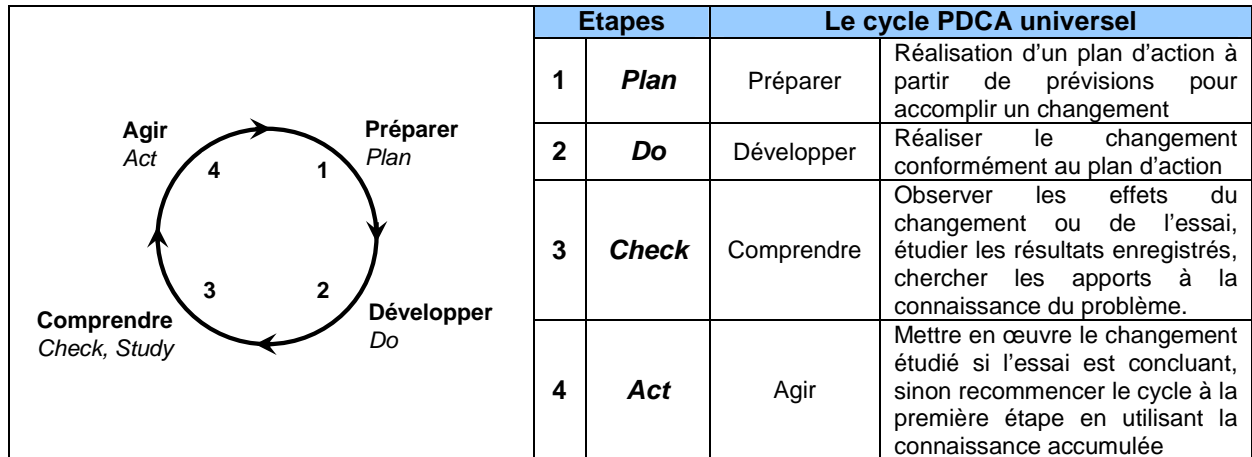 Agir
Act
4
Préparer
Plan
1
3
2
Comprendre
Check, Study
Développer
Do
Etapes Le cycle PDCA universel
1 Plan Préparer
Réalisation d’un plan d’action à
partir de prévisions pour
accomplir un changement
2 Do Développer
Réaliser le changement
conformément au plan d’action
3 Check Comprendre
Observer les effets du
changement ou de l’essai,
étudier les résultats enregistrés,
chercher les apports à la
connaissance du problème.
4 Act Agir
Mettre en œuvre le changement
étudié si l’essai est concluant,
sinon recommencer le cycle à la
première étape en utilisant la
connaissance accumulée